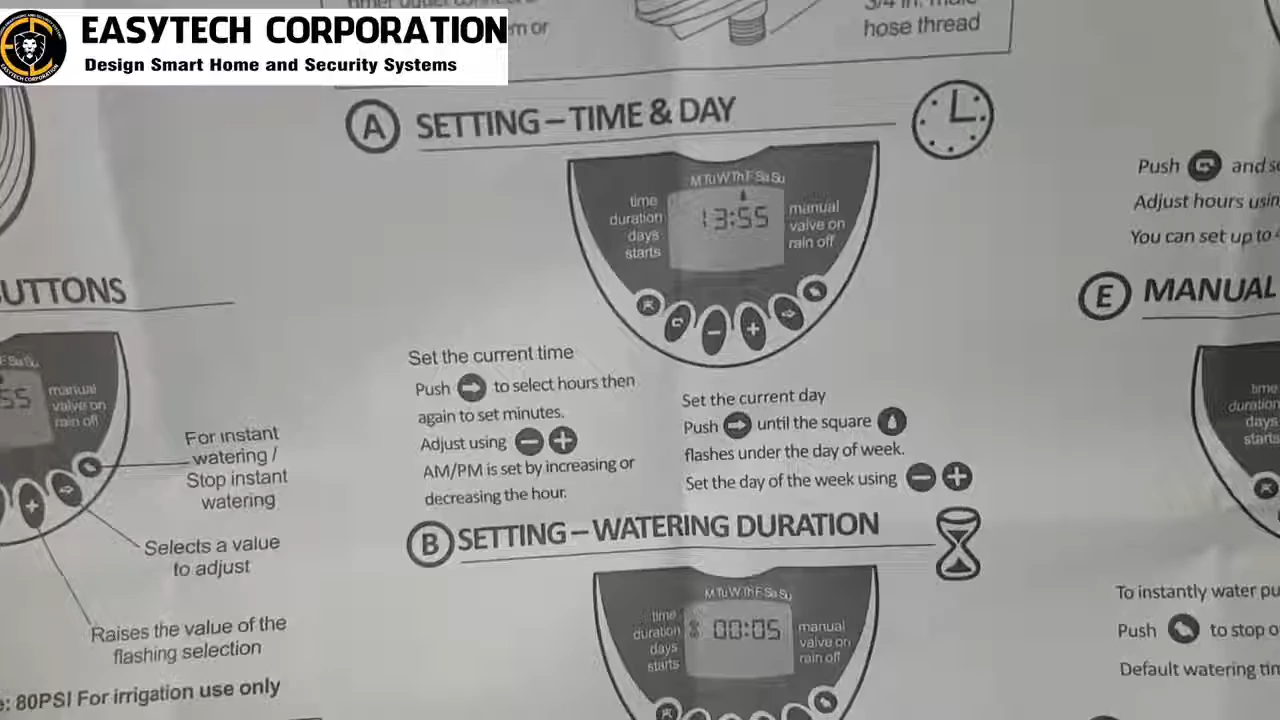 EASYTECH CORPORATION
Design Smart Home and Security Systems
EASYTECH CORPORATION
hose thread
A SETTING – TIME & DAY
M Tu W Th F Sa Su
time
duration
days
starts
13:55
manual
valve on
rain off
Set the current time
Push to select hours then
again to set minutes.
Adjust using
AM/PM is set by increasing or
decreasing the hour.
Set the current day
Push until the square
flashes under the day of week.
Set the day of the week using
B SETTING – WATERING DURATION
M Tu W Th F Sa Su
time
duration
days
starts
00:05
manual
valve on
rain off
UTTONS
F Sa Su
55
manual
valve on
rain off
For instant
watering /
Stop instant
watering
Selects a value
to adjust
Raises the value of the
flashing selection
e: 80PSI For irrigation use only
Push and s
Adjust hours usin
You can set up to 4
E MANUAL
time
duration
days
starts
To instantly water pu
Push to stop o
Default watering tim